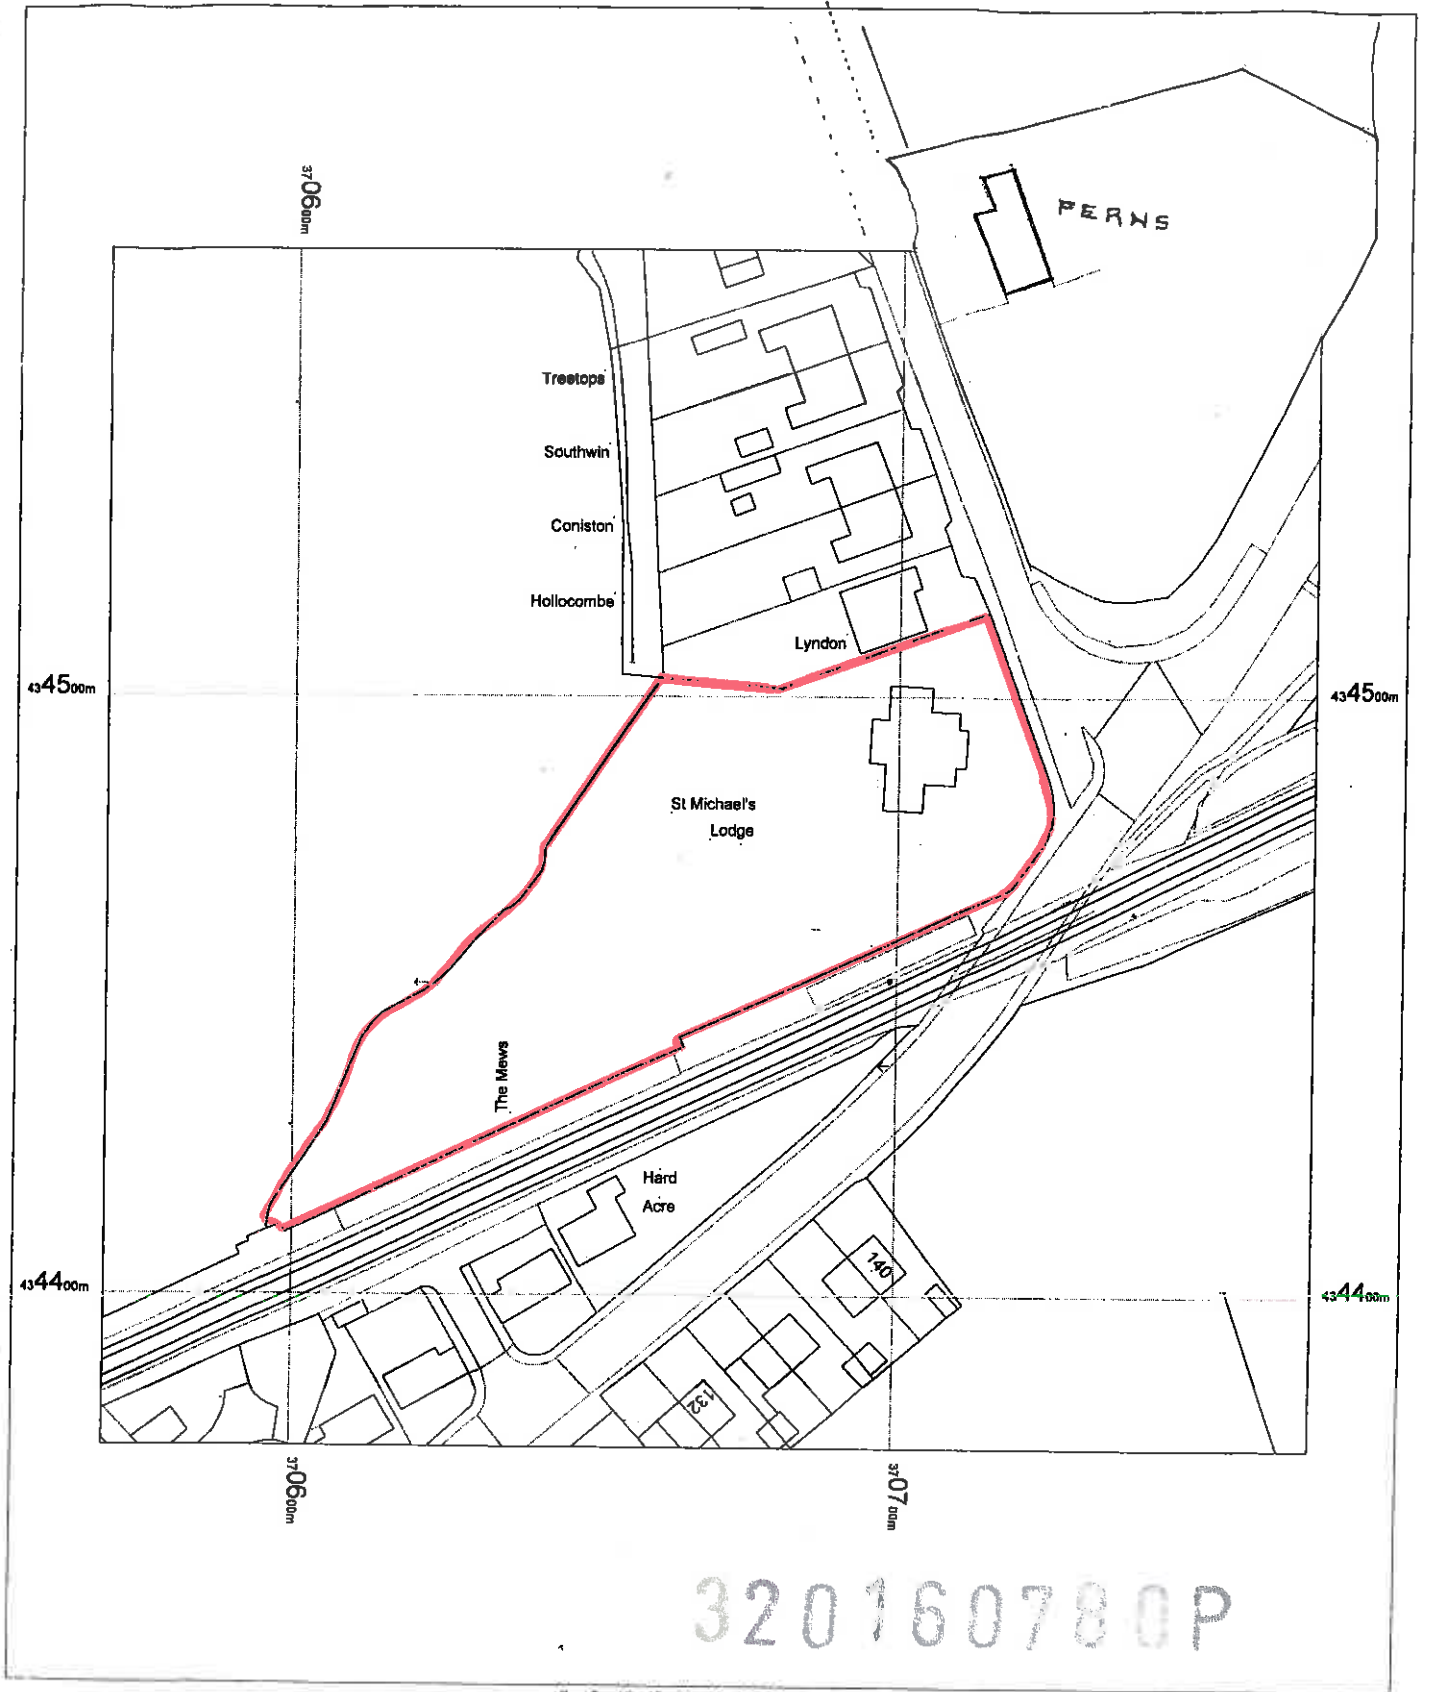 370600m
PERNS
Treetops
Southwin
Coniston
Hollocombe
Lyndon
434500m
434500m
St Michael's
Lodge
The Mews
Hard
Acre
140
434400m
434400m
132
370600m
370700m
320160780P